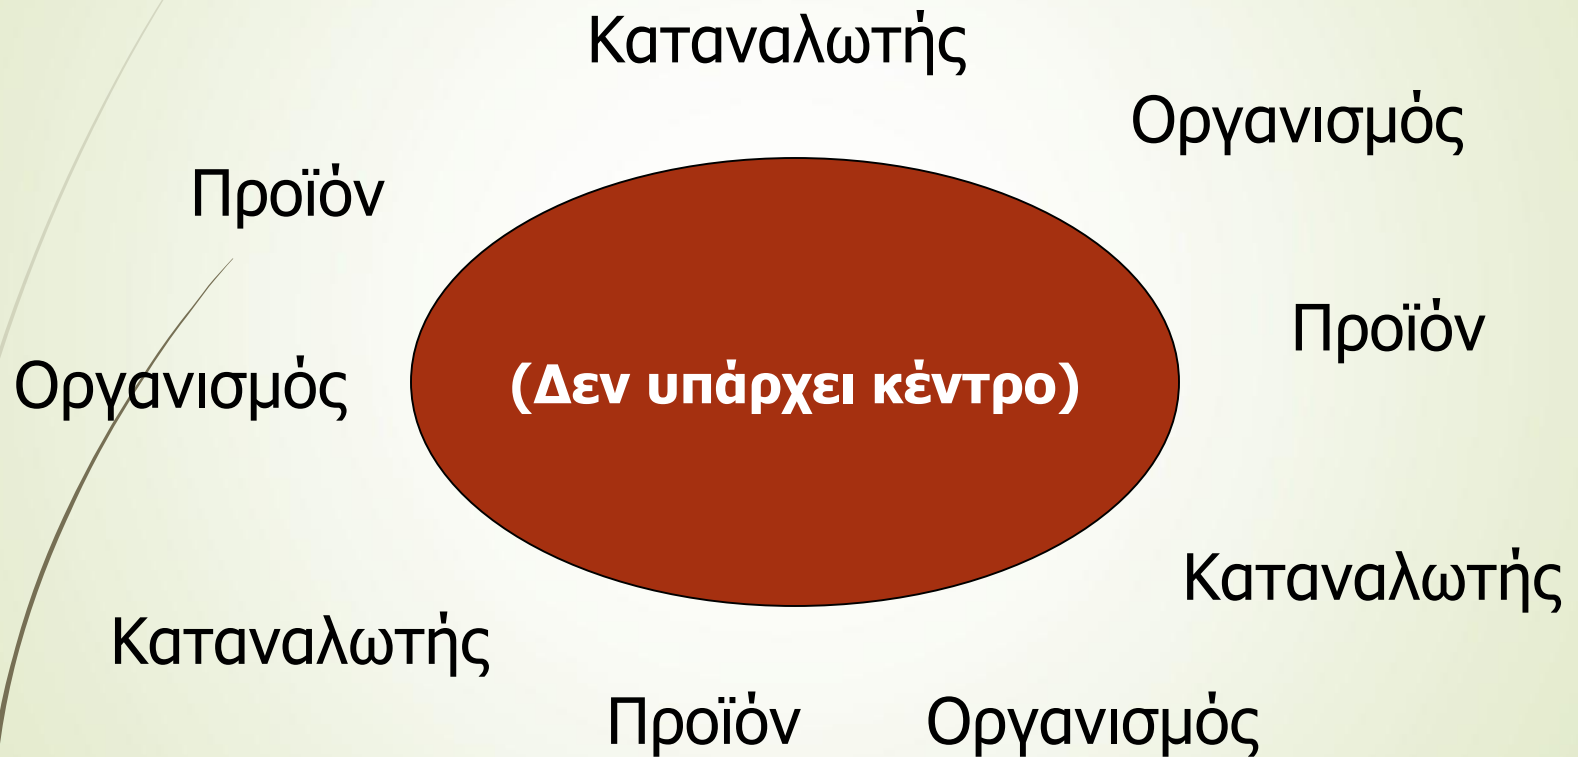 Καταναλωτής
Οργανισμός
Προϊόν
Προϊόν
Οργανισμός
(Δεν υπάρχει κέντρο)
Καταναλωτής
Καταναλωτής
Προϊόν
Οργανισμός